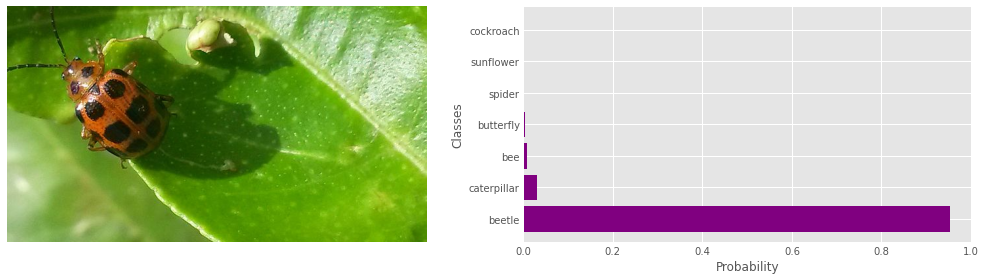 cockroach
sunflower
spider
butterfly
bee
caterpillar
beetle
Classes
0.0 0.2 0.4 0.6 0.8 1.0
Probability